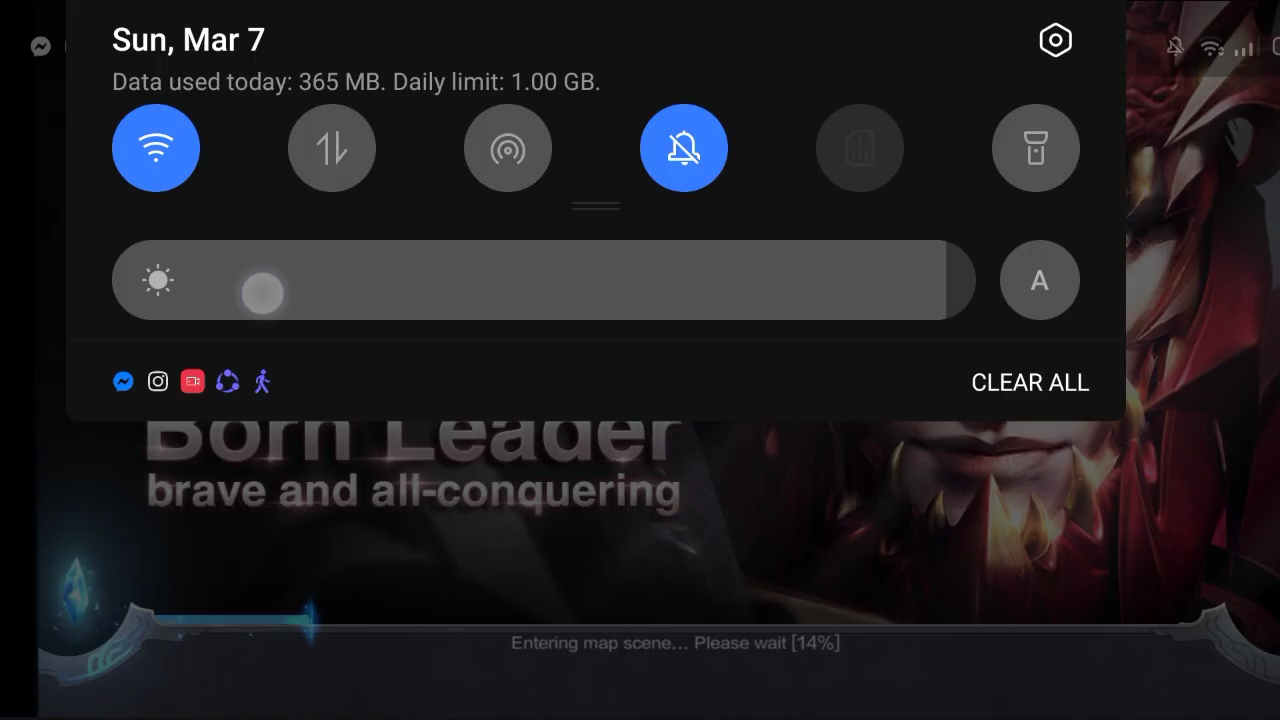 Sun, Mar 7
Data used today: 365 MB. Daily limit: 1.00 GB.
A
CLEAR ALL
Born Leader
brave and all-conquering
Entering map scene... Please wait [14%]